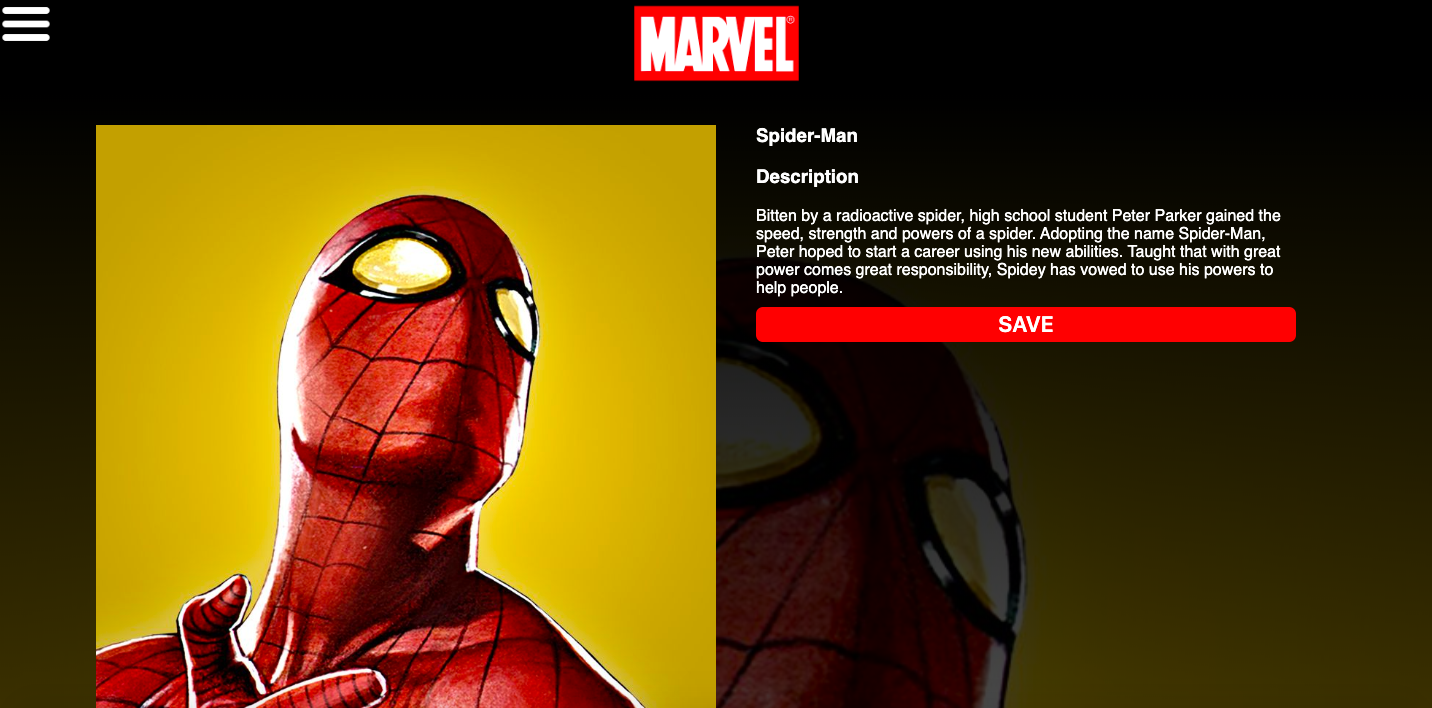 MARVEL®
Spider-Man
Description
Bitten by a radioactive spider, high school student Peter Parker gained the
speed, strength and powers of a spider. Adopting the name Spider-Man,
Peter hoped to start a career using his new abilities. Taught that with great
power comes great responsibility, Spidey has vowed to use his powers to
help people.
SAVE